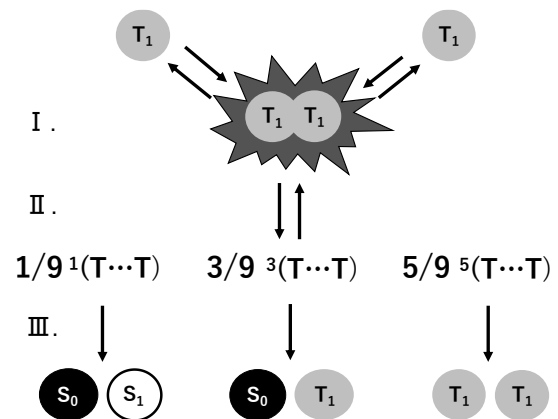 T₁ T₁
Ⅰ. T₁ T₁
Ⅱ.
1/9 ¹(T⋯T) 3/9 ³(T⋯T) 5/9 ⁵(T⋯T)
Ⅲ.
S₀ S₁ S₀ T₁ T₁ T₁